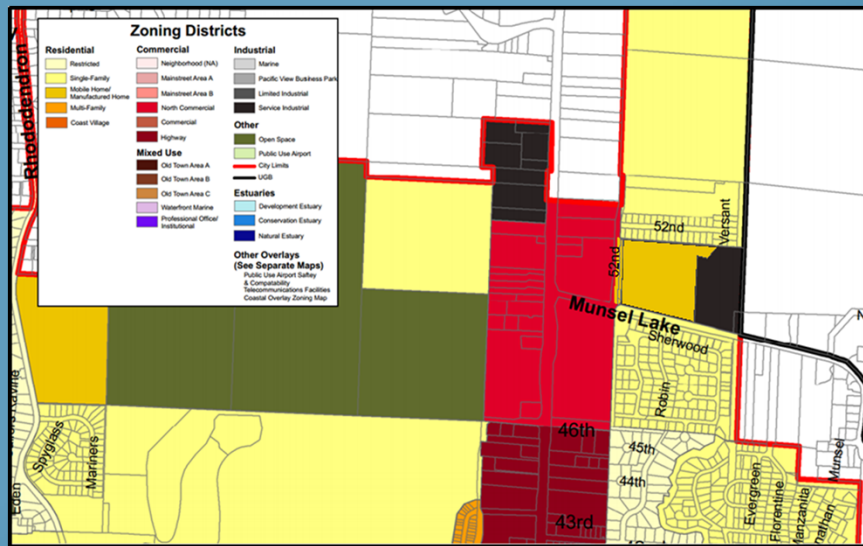 Zoning Districts
Residential
Restricted
Single-Family
Mobile Home/
Manufactured Home
Multi-Family
Coast Village
Commercial
Neighborhood (NA)
Mainstreet Area A
Mainstreet Area B
North Commercial
Commercial
Highway
Mixed Use
Old Town Area A
Old Town Area B
Old Town Area C
Waterfront Marine
Professional Office/
Institutional
Industrial
Marine
Pacific View Business Park
Limited Industrial
Service Industrial
Other
Open Space
Public Use Airport
City Limits
UGB
Estuaries
Development Estuary
Conservation Estuary
Natural Estuary
Other Overlays
(See Separate Maps)
Public Use Airport Saftey
& Compatability
Telecommunications Facilities
Coastal Overlay Zoning Map
Rhododendron
52nd
Versant
52nd
Munsel Lake
Sherwood
Robin
46th
45th
44th
43rd
Spyglass
Mariners
Eden
Evergreen
Florentine
Manzanita
Munsel